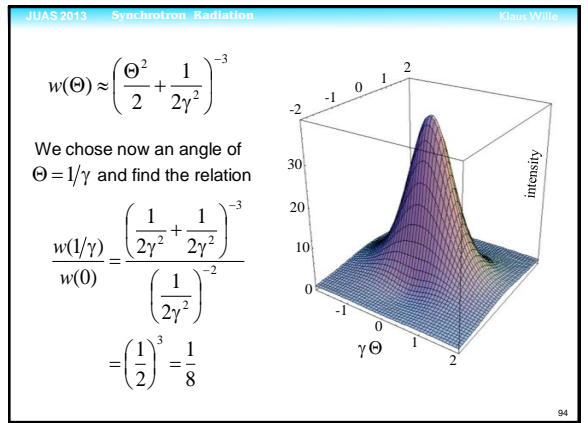 JUAS 2013 Synchrotron Radiation Klaus Wille
w(Θ) ≈ (Θ²/2 + 1/2γ²)⁻³
We chose now an angle of
Θ = 1/γ and find the relation
w(1/γ)/w(0) = (1/2γ² + 1/2γ²)⁻³/(1/2γ²)⁻²
= (1/2)³ = 1/8
-2 -1 0 1 2
30
20
10
0
intensity
-1 0 1 2
γΘ
94